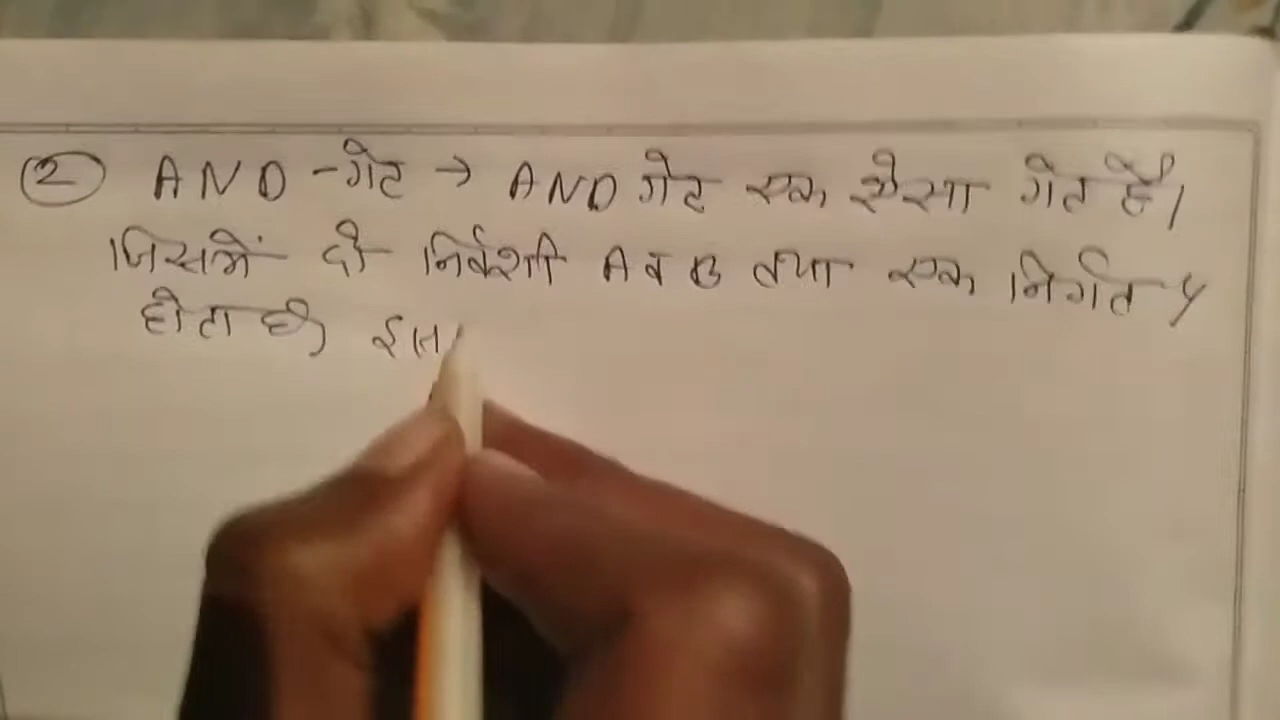 ② AND -गेट → AND गेट एक ऐसा गेट है।
जिसमें दो निवेशी A व B तथा एक निर्गत y
होता है,